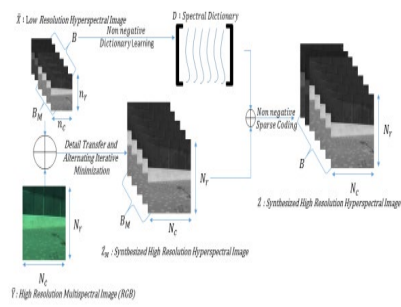 X̄ : Low Resolution Hyperspectral Image
D : Spectral Dictionary
B
Non negative
Dictionary Learning
n_r
B_M
n_c
Detail Transfer and
Alternating Iterative
Minimization
N_r
Non negative
Sparse Coding
N_r
B
N_c
B_M
N_c
N_r
Z̄_M : Synthesized High Resolution Hyperspectral Image
Z̄ : Synthesized High Resolution Hyperspectral Image
N_c
Ȳ : High Resolution Multispectral Image (RGB)